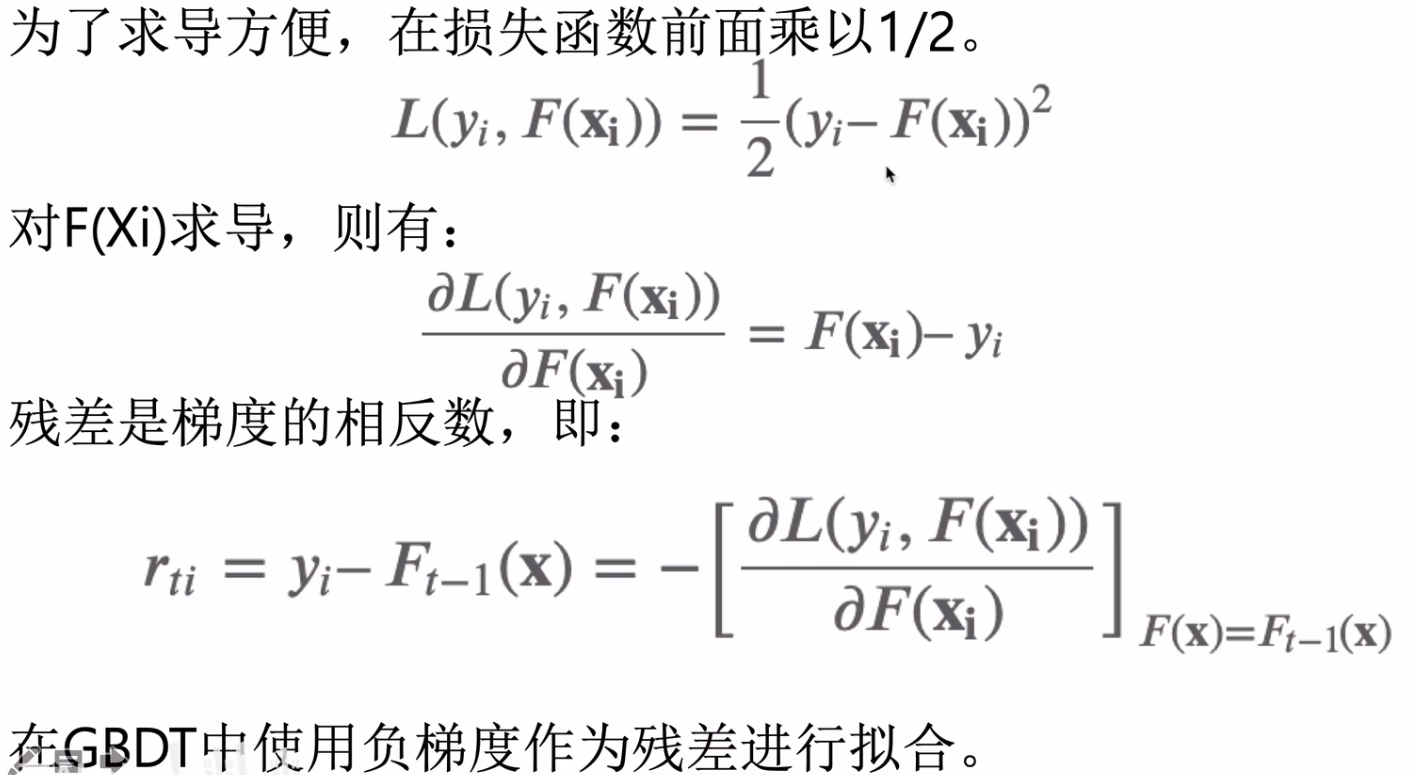 为了求导方便，在损失函数前面乘以1/2。
L(yᵢ, F(𝐱ᵢ)) = 1/2 (yᵢ− F(𝐱ᵢ))²
对F(Xi)求导，则有：
∂L(yᵢ, F(𝐱ᵢ)) / ∂F(𝐱ᵢ) = F(𝐱ᵢ)− yᵢ
残差是梯度的相反数，即：
rₜᵢ = yᵢ− Fₜ₋₁(𝐱) = − [ ∂L(yᵢ, F(𝐱ᵢ)) / ∂F(𝐱ᵢ) ] F(𝐱)=Fₜ₋₁(𝐱)
在GBDT中使用负梯度作为残差进行拟合。